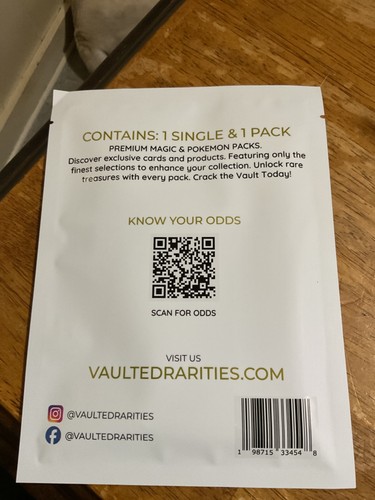 CONTAINS: 1 SINGLE & 1 PACK
PREMIUM MAGIC & POKEMON PACKS.
Discover exclusive cards and products. Featuring only the
finest selections to enhance your collection. Unlock rare
treasures with every pack. Crack the Vault Today!
KNOW YOUR ODDS
SCAN FOR ODDS
VISIT US
VAULTEDRARITIES.COM
@VAULTEDRARITIES
@VAULTEDRARITIES
1 98715 33454 8